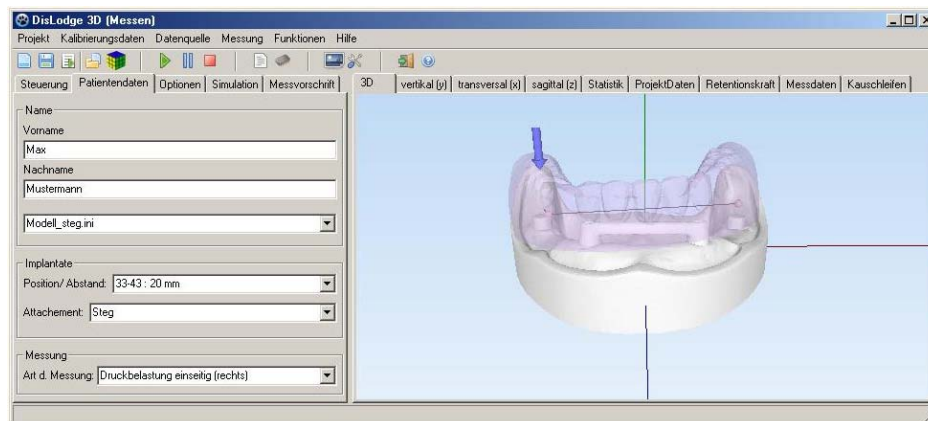 DisLodge 3D (Messen)
Projekt Kalibrierungsdaten Datenquelle Messung Funktionen Hilfe
Steuerung Patientendaten Optionen Simulation Messvorschrift
3D vertikal (y) transversal (x) sagittal (z) Statistik ProjektDaten Retentionskraft Messdaten Kauschleifen
Name
Vorname
Max
Nachname
Mustermann
Modell_steg.ini
Implantate
Position/ Abstand: 33-43 : 20 mm
Attachement: Steg
Messung
Art d. Messung: Druckbelastung einseitig (rechts)